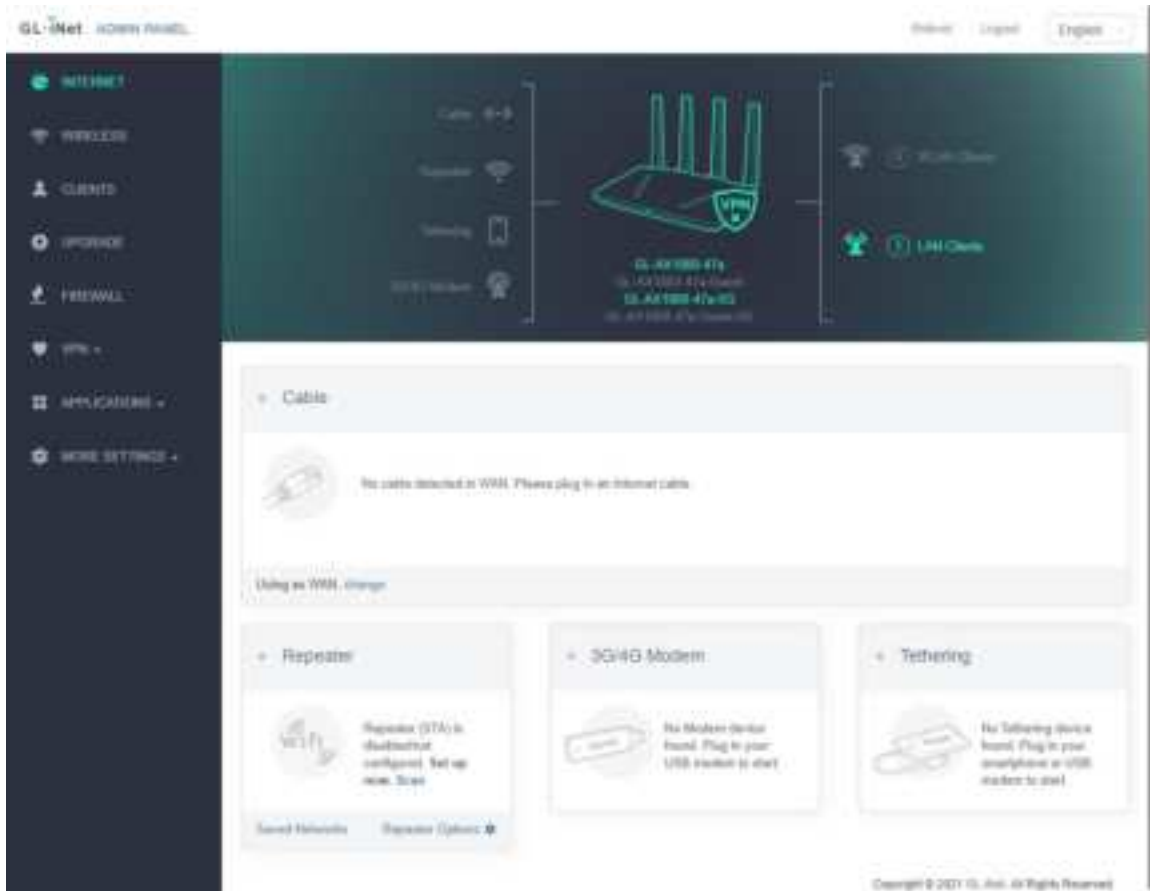 GL·iNet ADMIN PANEL
Reboot Logout English
INTERNET
WIRELESS
CLIENTS
UPGRADE
FIREWALL
VPN
APPLICATIONS
MORE SETTINGS
Cable
Repeater
Tethering
3G/4G Modem
VPN
WLAN Clients
LAN Clients
Cable
No cable detected in WAN. Please plug in an Internet cable.
Using as WAN. change
Repeater
Repeater (STA) is
disabled/not
configured. Set up
now. Scan
Saved Networks Repeater Options
3G/4G Modem
No Modem device
found. Plug in your
USB modem to start
Tethering
No Tethering device
found. Plug in your
smartphone or USB
modem to start
Copyright © 2021 GL.iNet. All Rights Reserved